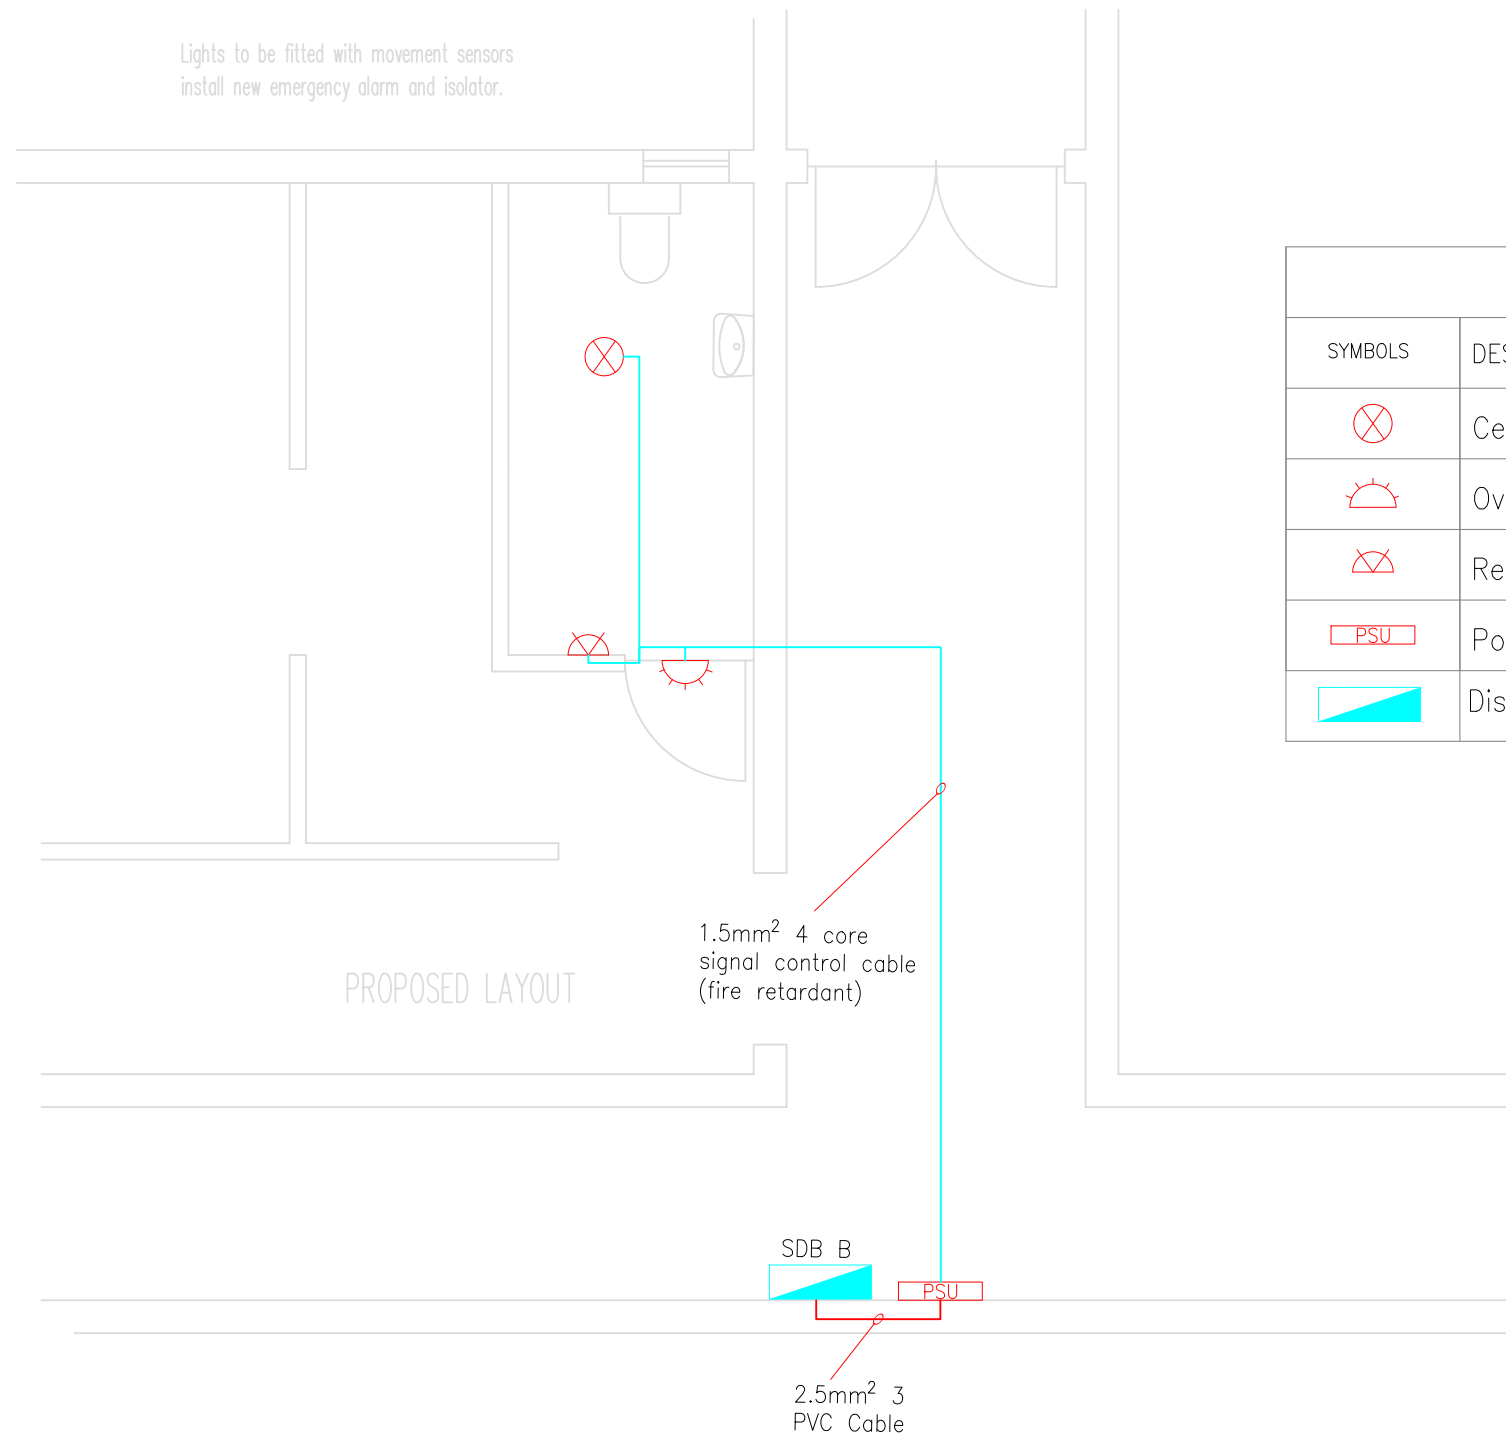 Lights to be fitted with movement sensors
install new emergency alarm and isolator.
SYMBOLS DES
Ce
Ov
Re
PSU Po
Dis
1.5mm² 4 core
signal control cable
(fire retardant)
PROPOSED LAYOUT
SDB B
PSU
2.5mm² 3
PVC Cable